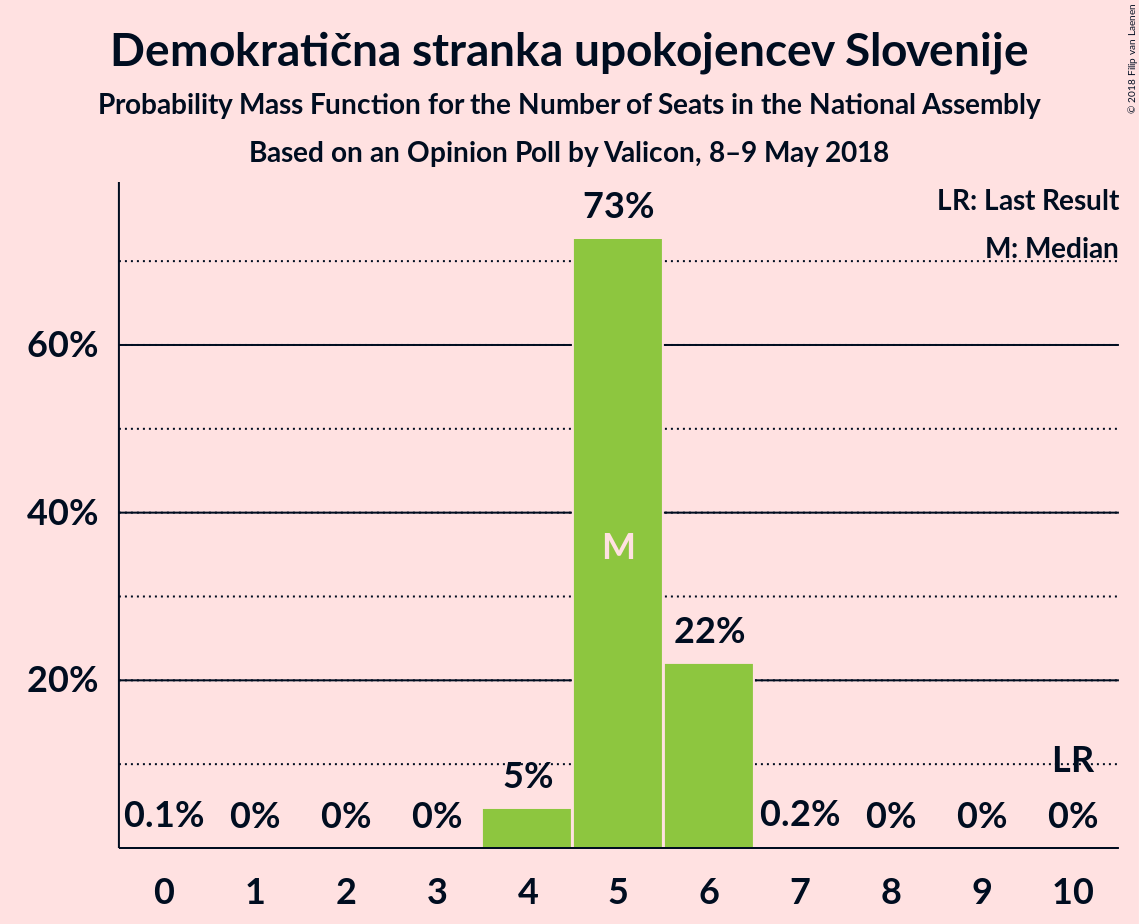 Demokratična stranka upokojencev Slovenije
Probability Mass Function for the Number of Seats in the National Assembly
Based on an Opinion Poll by Valicon, 8–9 May 2018
© 2018 Filip van Laenen
LR: Last Result
M: Median
73%
60%
40%
M
22%
20%
LR
5%
0.1% 0% 0% 0% 0.2% 0% 0% 0%
0 1 2 3 4 5 6 7 8 9 10